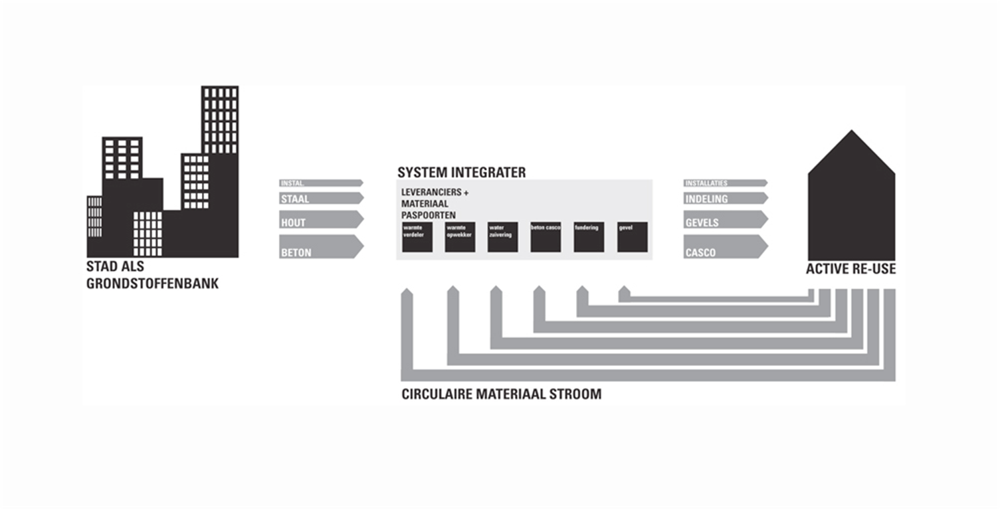 STAD ALS
GRONDSTOFFENBANK
INSTAL.
STAAL
HOUT
BETON
SYSTEM INTEGRATER
LEVERANCIERS +
MATERIAAL
PASPOORTEN
warmte
verdeler
warmte
opwekker
water
zuivering
beton casco
fundering
gevel
INSTALLATIES
INDELING
GEVELS
CASCO
ACTIVE RE-USE
CIRCULAIRE MATERIAAL STROOM